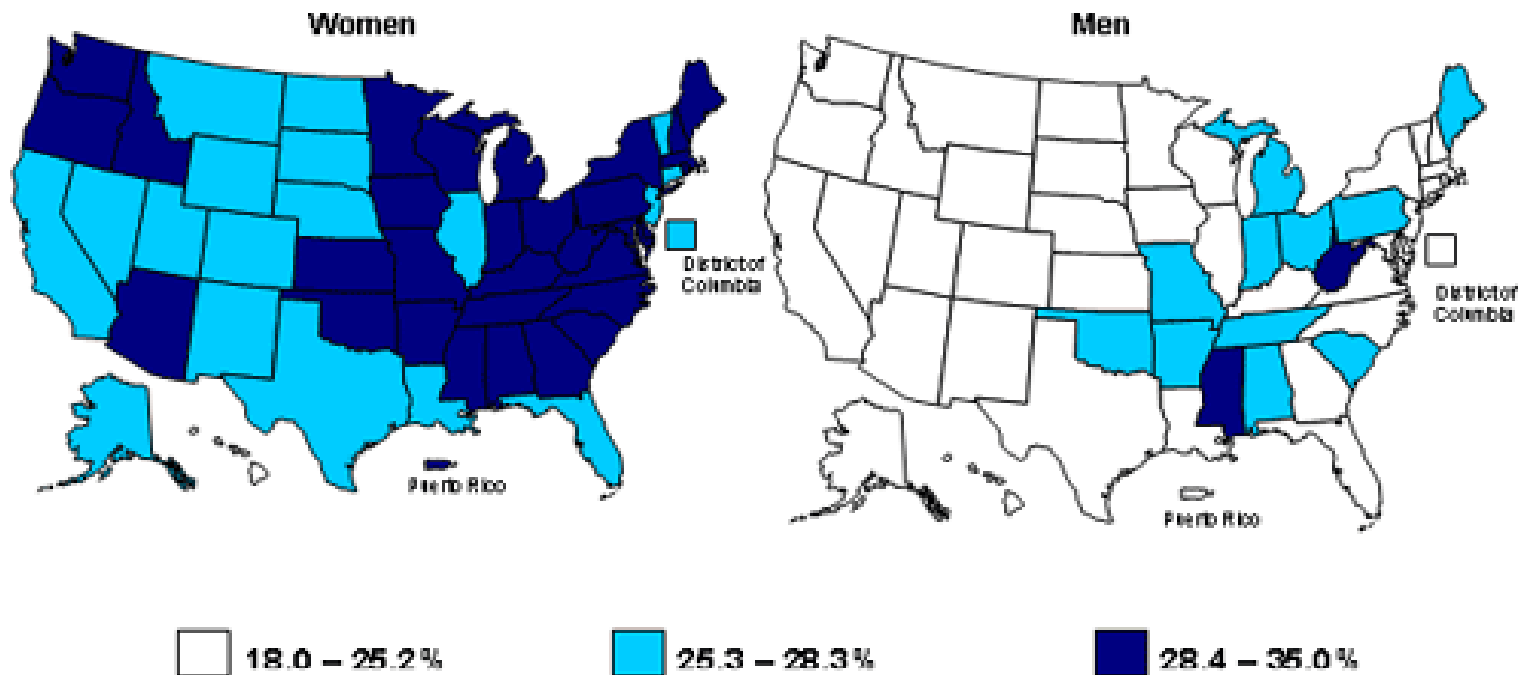 Women
Men
District of
Columbia
District of
Columbia
Puerto Rico
Puerto Rico
18.0 – 25.2%
25.3 – 28.3%
28.4 – 35.0%